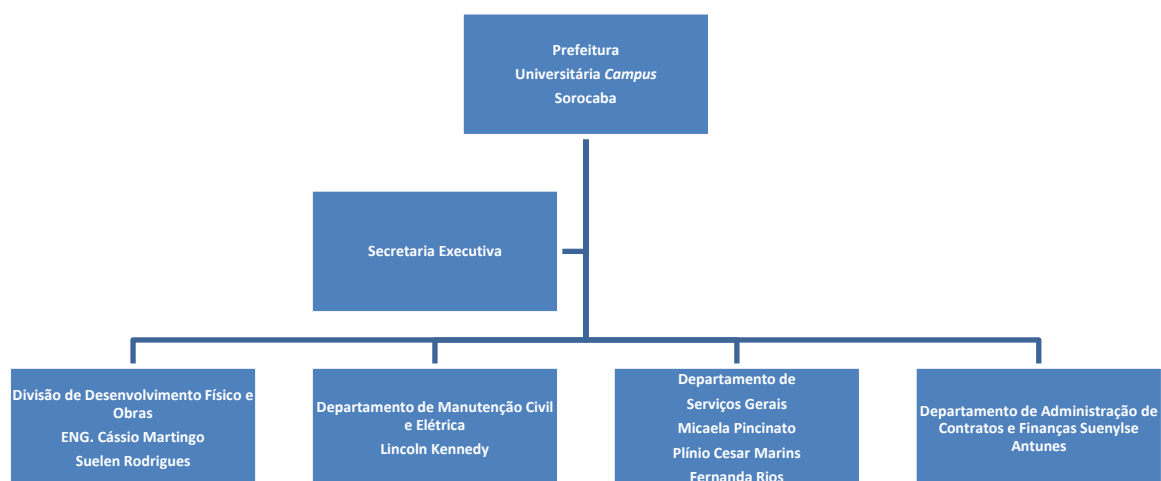 Prefeitura
Universitária Campus
Sorocaba
Secretaria Executiva
Divisão de Desenvolvimento Físico e
Obras
ENG. Cássio Martingo
Suelen Rodrigues
Departamento de Manutenção Civil
e Elétrica
Lincoln Kennedy
Departamento de
Serviços Gerais
Micaela Pincinato
Plínio Cesar Marins
Fernanda Rios
Departamento de Administração de
Contratos e Finanças Suenylse
Antunes